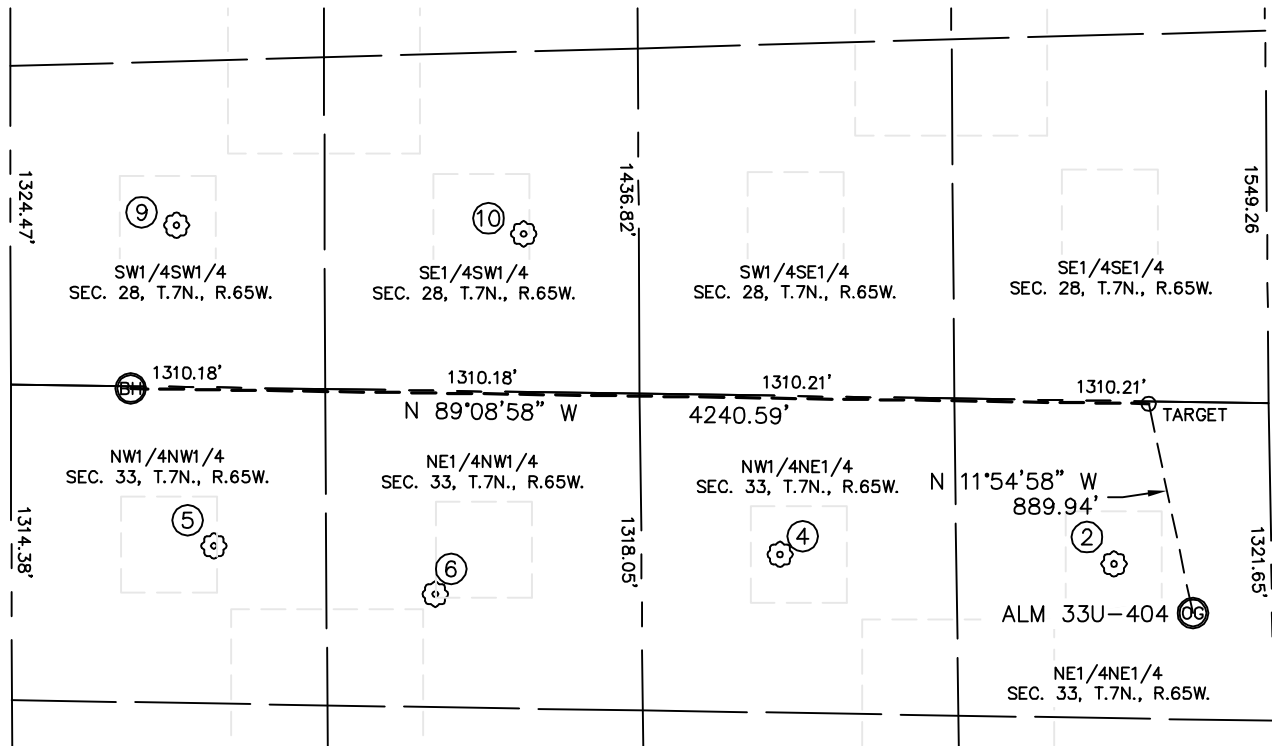 1324.47'
1436.82'
1549.26
9
10
SW1/4SW1/4
SEC. 28, T.7N., R.65W.
SE1/4SW1/4
SEC. 28, T.7N., R.65W.
SW1/4SE1/4
SEC. 28, T.7N., R.65W.
SE1/4SE1/4
SEC. 28, T.7N., R.65W.
BH
1310.18'
1310.18'
1310.21'
1310.21'
N 89°08'58" W
4240.59'
TARGET
NW1/4NW1/4
SEC. 33, T.7N., R.65W.
NE1/4NW1/4
SEC. 33, T.7N., R.65W.
NW1/4NE1/4
SEC. 33, T.7N., R.65W.
N 11°54'58" W
889.94'
1314.38'
5
6
1318.05'
4
2
1321.65'
ALM 33U-404
OG
NE1/4NE1/4
SEC. 33, T.7N., R.65W.